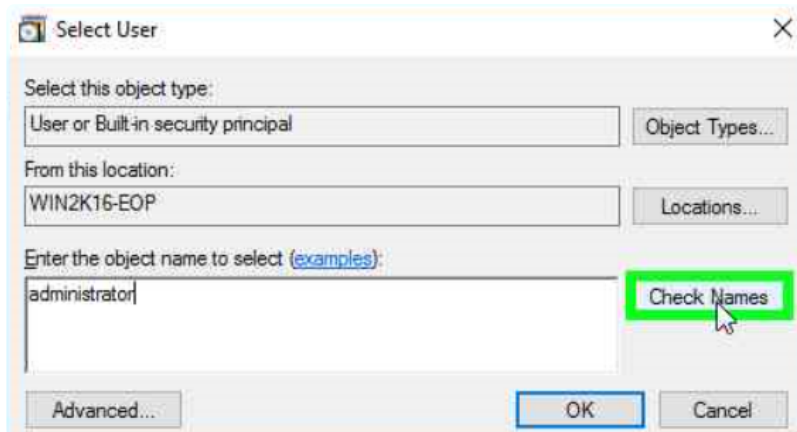 Select User
Select this object type:
User or Built-in security principal
Object Types...
From this location:
WIN2K16-EOP
Locations...
Enter the object name to select (examples):
administrator
Check Names
Advanced...
OK
Cancel